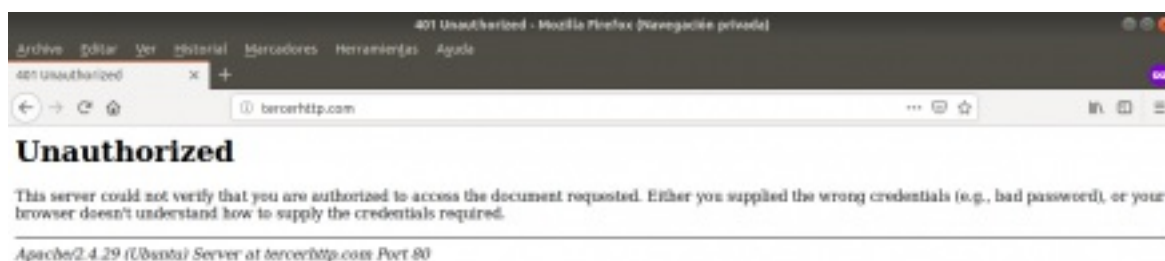 401 Unauthorized - Mozilla Firefox (Navegación privada)
Archivo Editar Ver Historial Marcadores Herramientas Ayuda
401 Unauthorized × +
tercerhttp.com
Unauthorized
This server could not verify that you are authorized to access the document requested. Either you supplied the wrong credentials (e.g., bad password), or your
browser doesn't understand how to supply the credentials required.
Apache/2.4.29 (Ubuntu) Server at tercerhttp.com Port 80